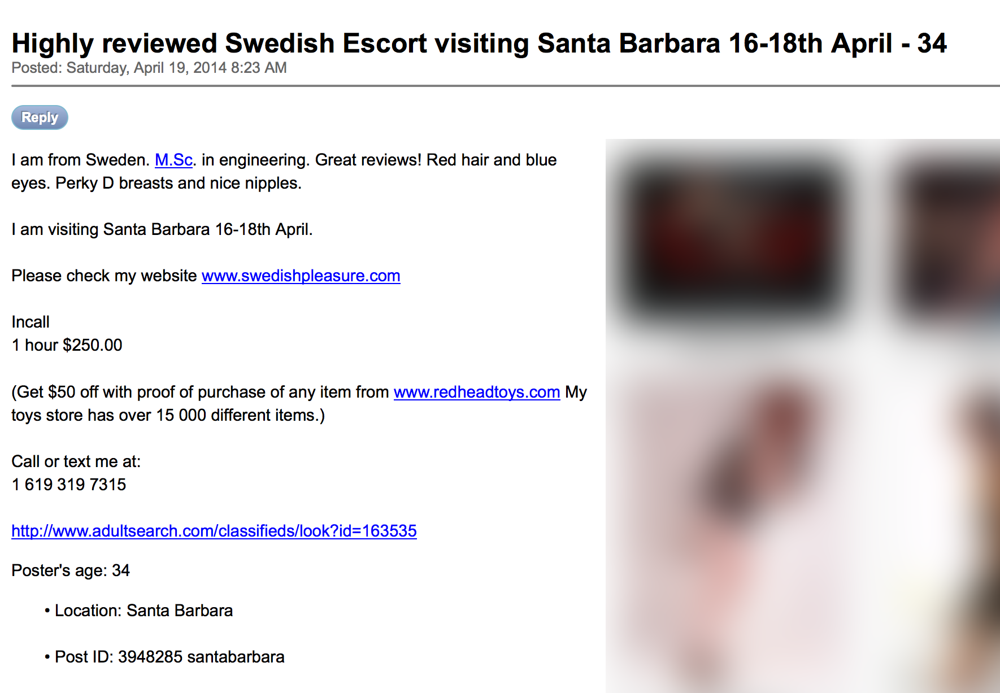 Highly reviewed Swedish Escort visiting Santa Barbara 16-18th April - 34
Posted: Saturday, April 19, 2014 8:23 AM
Reply
I am from Sweden. M.Sc. in engineering. Great reviews! Red hair and blue
eyes. Perky D breasts and nice nipples.
I am visiting Santa Barbara 16-18th April.
Please check my website www.swedishpleasure.com
Incall
1 hour $250.00
(Get $50 off with proof of purchase of any item from www.redheadtoys.com My
toys store has over 15 000 different items.)
Call or text me at:
1 619 319 7315
http://www.adultsearch.com/classifieds/look?id=163535
Poster's age: 34
• Location: Santa Barbara
• Post ID: 3948285 santabarbara